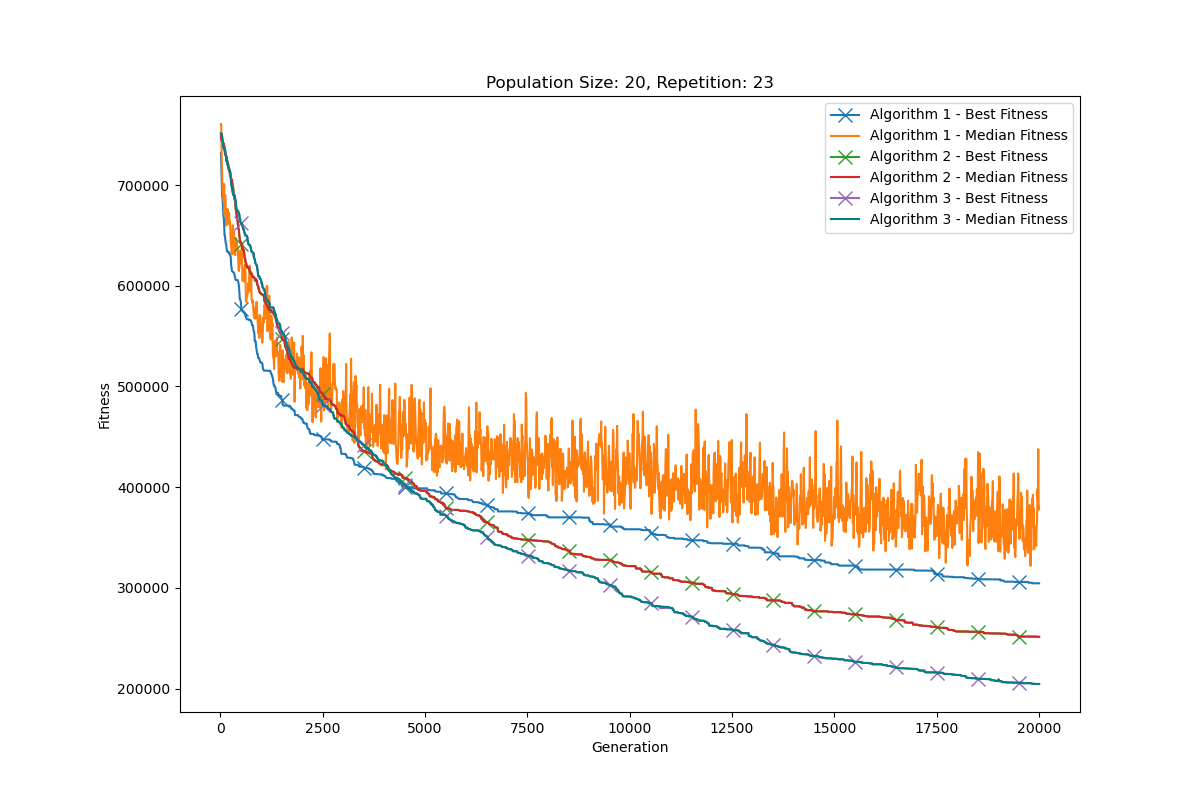 Population Size: 20, Repetition: 23
Algorithm 1 - Best Fitness
Algorithm 1 - Median Fitness
Algorithm 2 - Best Fitness
Algorithm 2 - Median Fitness
Algorithm 3 - Best Fitness
Algorithm 3 - Median Fitness
700000
600000
500000
400000
300000
200000
Fitness
0 2500 5000 7500 10000 12500 15000 17500 20000
Generation